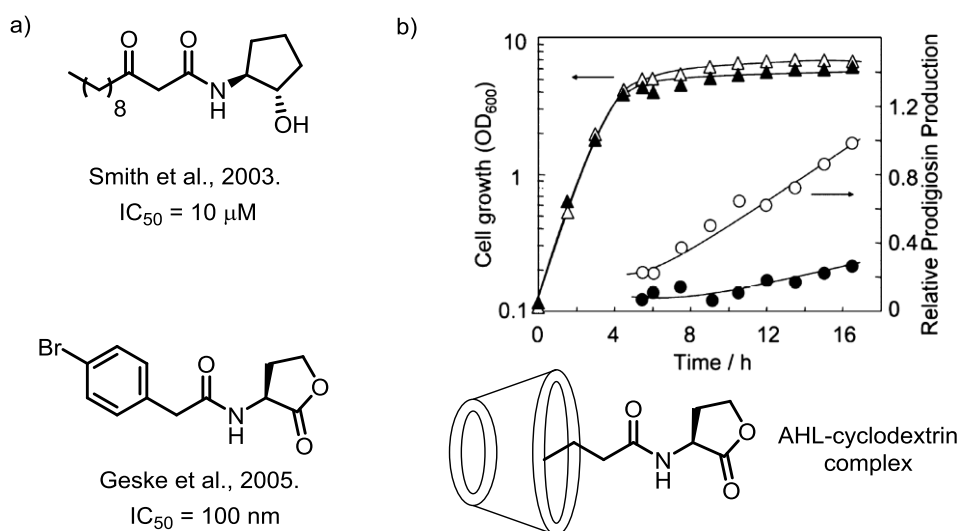 a)
O
O
N
H
OH
8
Smith et al., 2003.
IC50 = 10 μM
Br
O
N
H
O
O
Geske et al., 2005.
IC50 = 100 nm
b)
10
1
0.1
Cell growth (OD600)
1.2
0.8
0.4
0
Relative Prodigiosin Production
0 4 8 12 16
Time / h
O
N
H
O
O
AHL-cyclodextrin
complex